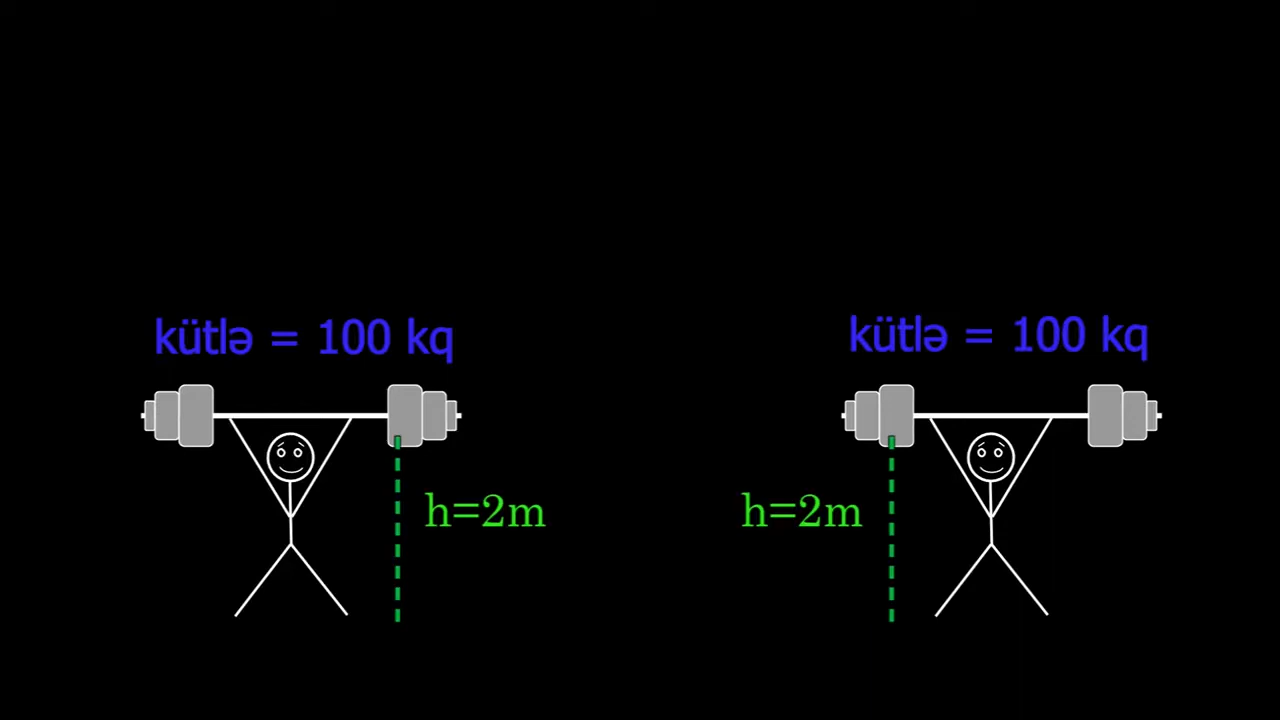 kütlə = 100 kq
kütlə = 100 kq
h=2m
h=2m